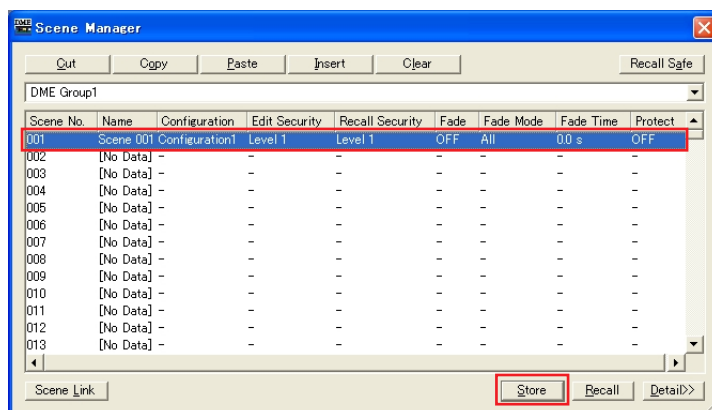 DME Scene Manager
Cut Copy Paste Insert Clear Recall Safe
DME Group1
Scene No. Name Configuration Edit Security Recall Security Fade Fade Mode Fade Time Protect
001 Scene 001 Configuration1 Level 1 Level 1 OFF All 0.0 s OFF
002 [No Data] - - - - - - -
003 [No Data] - - - - - - -
004 [No Data] - - - - - - -
005 [No Data] - - - - - - -
006 [No Data] - - - - - - -
007 [No Data] - - - - - - -
008 [No Data] - - - - - - -
009 [No Data] - - - - - - -
010 [No Data] - - - - - - -
011 [No Data] - - - - - - -
012 [No Data] - - - - - - -
013 [No Data] - - - - - - -
Scene Link Store Recall Detail>>